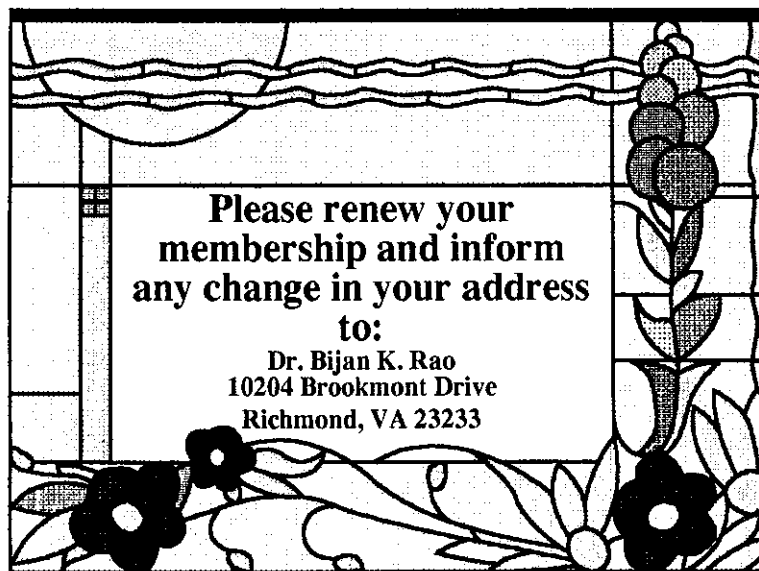 Please renew your
membership and inform
any change in your address
to:
Dr. Bijan K. Rao
10204 Brookmont Drive
Richmond, VA 23233